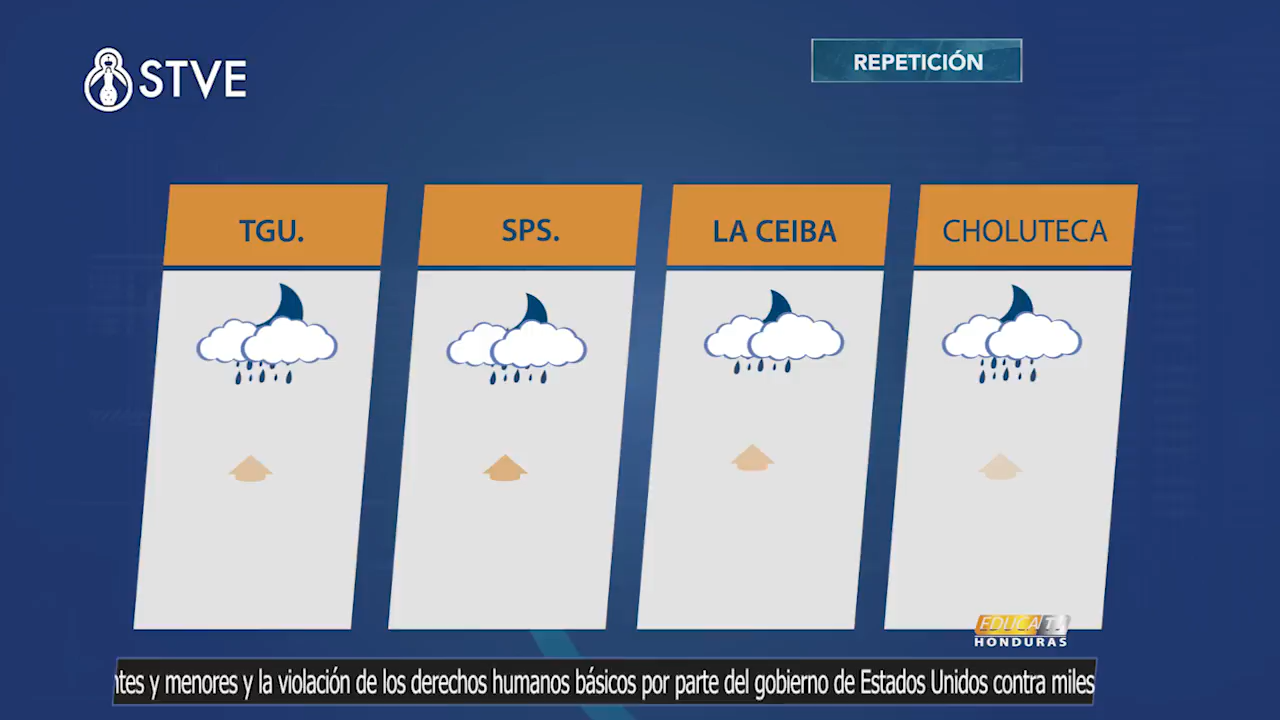 STVE
REPETICIÓN
TGU.
SPS.
LA CEIBA
CHOLUTECA
EDUCATV
HONDURAS
y menores y la violación de los derechos humanos básicos por parte del gobierno de Estados Unidos contra miles